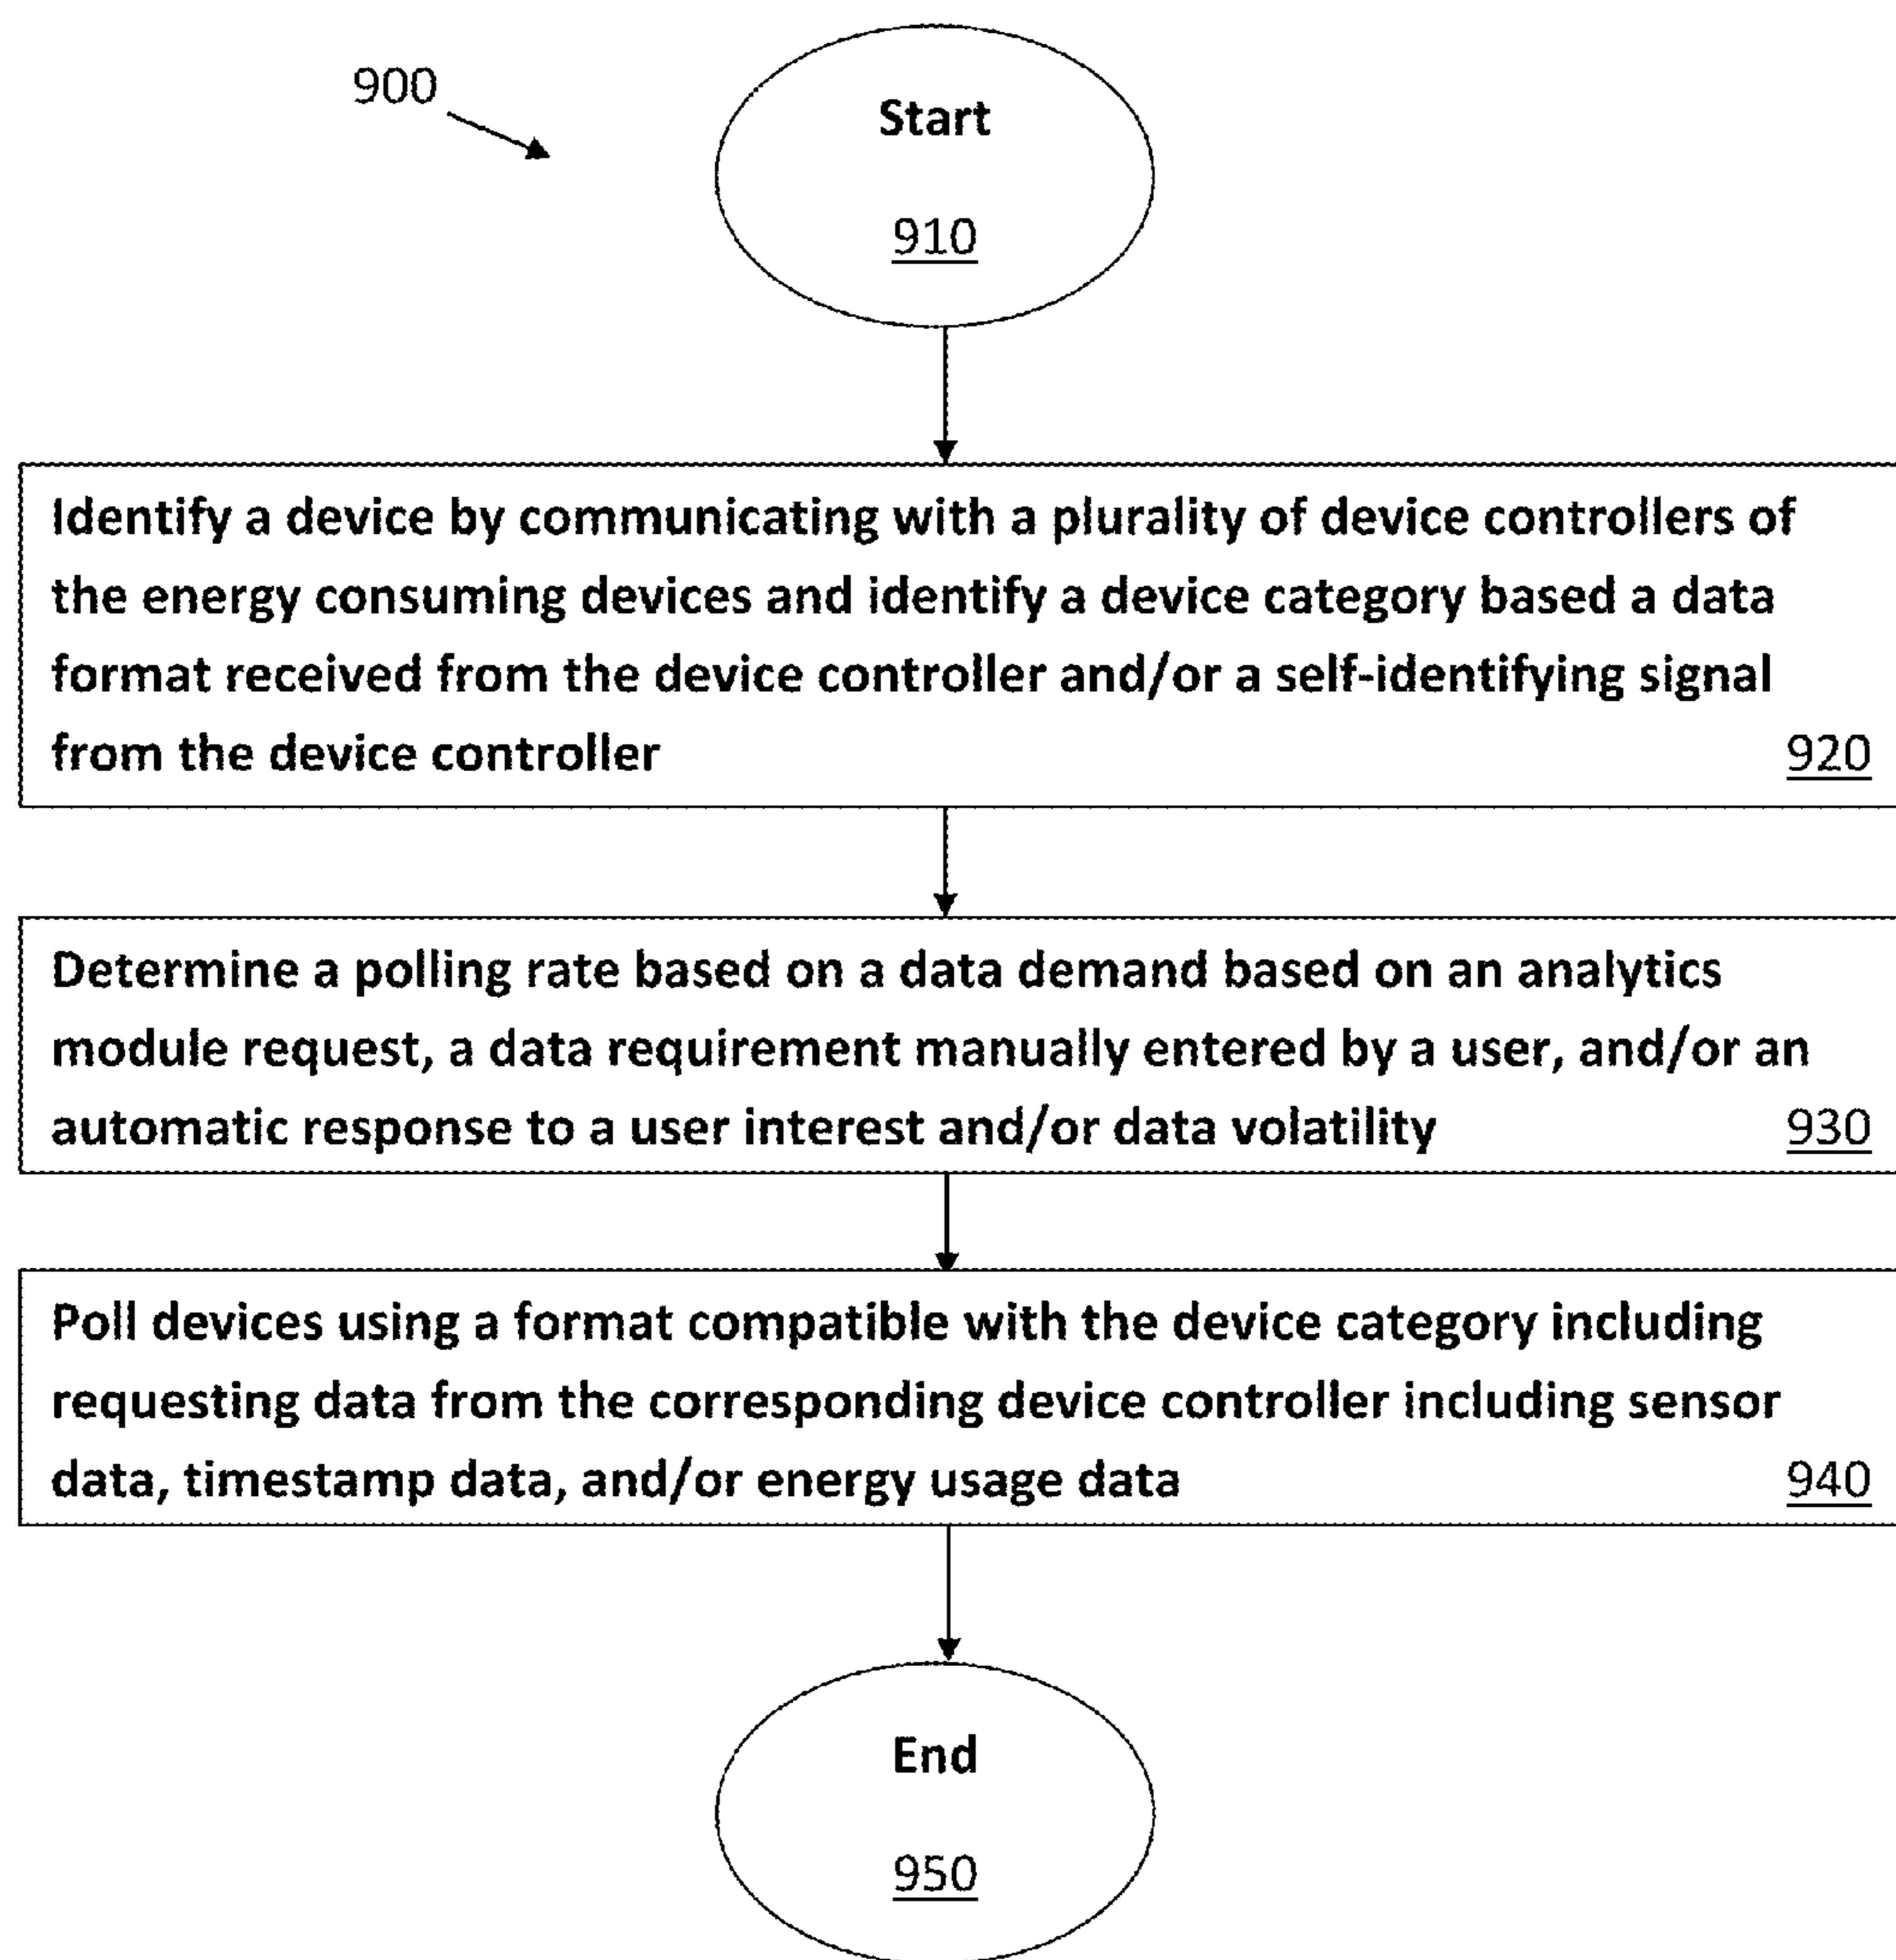 900
Start
910
Identify a device by communicating with a plurality of device controllers of
the energy consuming devices and identify a device category based a data
format received from the device controller and/or a self-identifying signal
from the device controller 920
Determine a polling rate based on a data demand based on an analytics
module request, a data requirement manually entered by a user, and/or an
automatic response to a user interest and/or data volatility 930
Poll devices using a format compatible with the device category including
requesting data from the corresponding device controller including sensor
data, timestamp data, and/or energy usage data 940
End
950